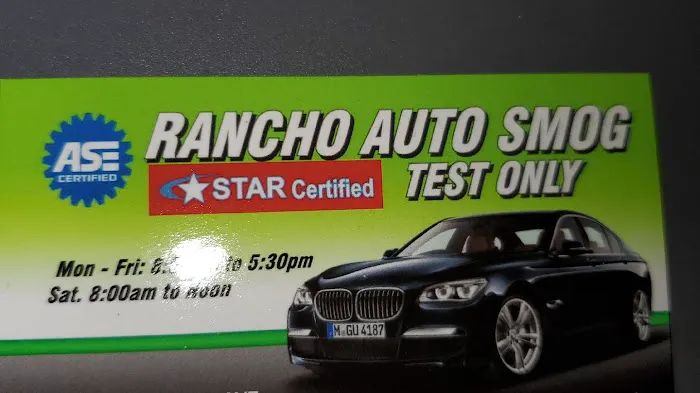 RANCHO AUTO SMOG
ASE
CERTIFIED
STAR Certified
TEST ONLY
Mon - Fri: to 5:30pm
Sat. 8:00am to Noon
M GU 4187